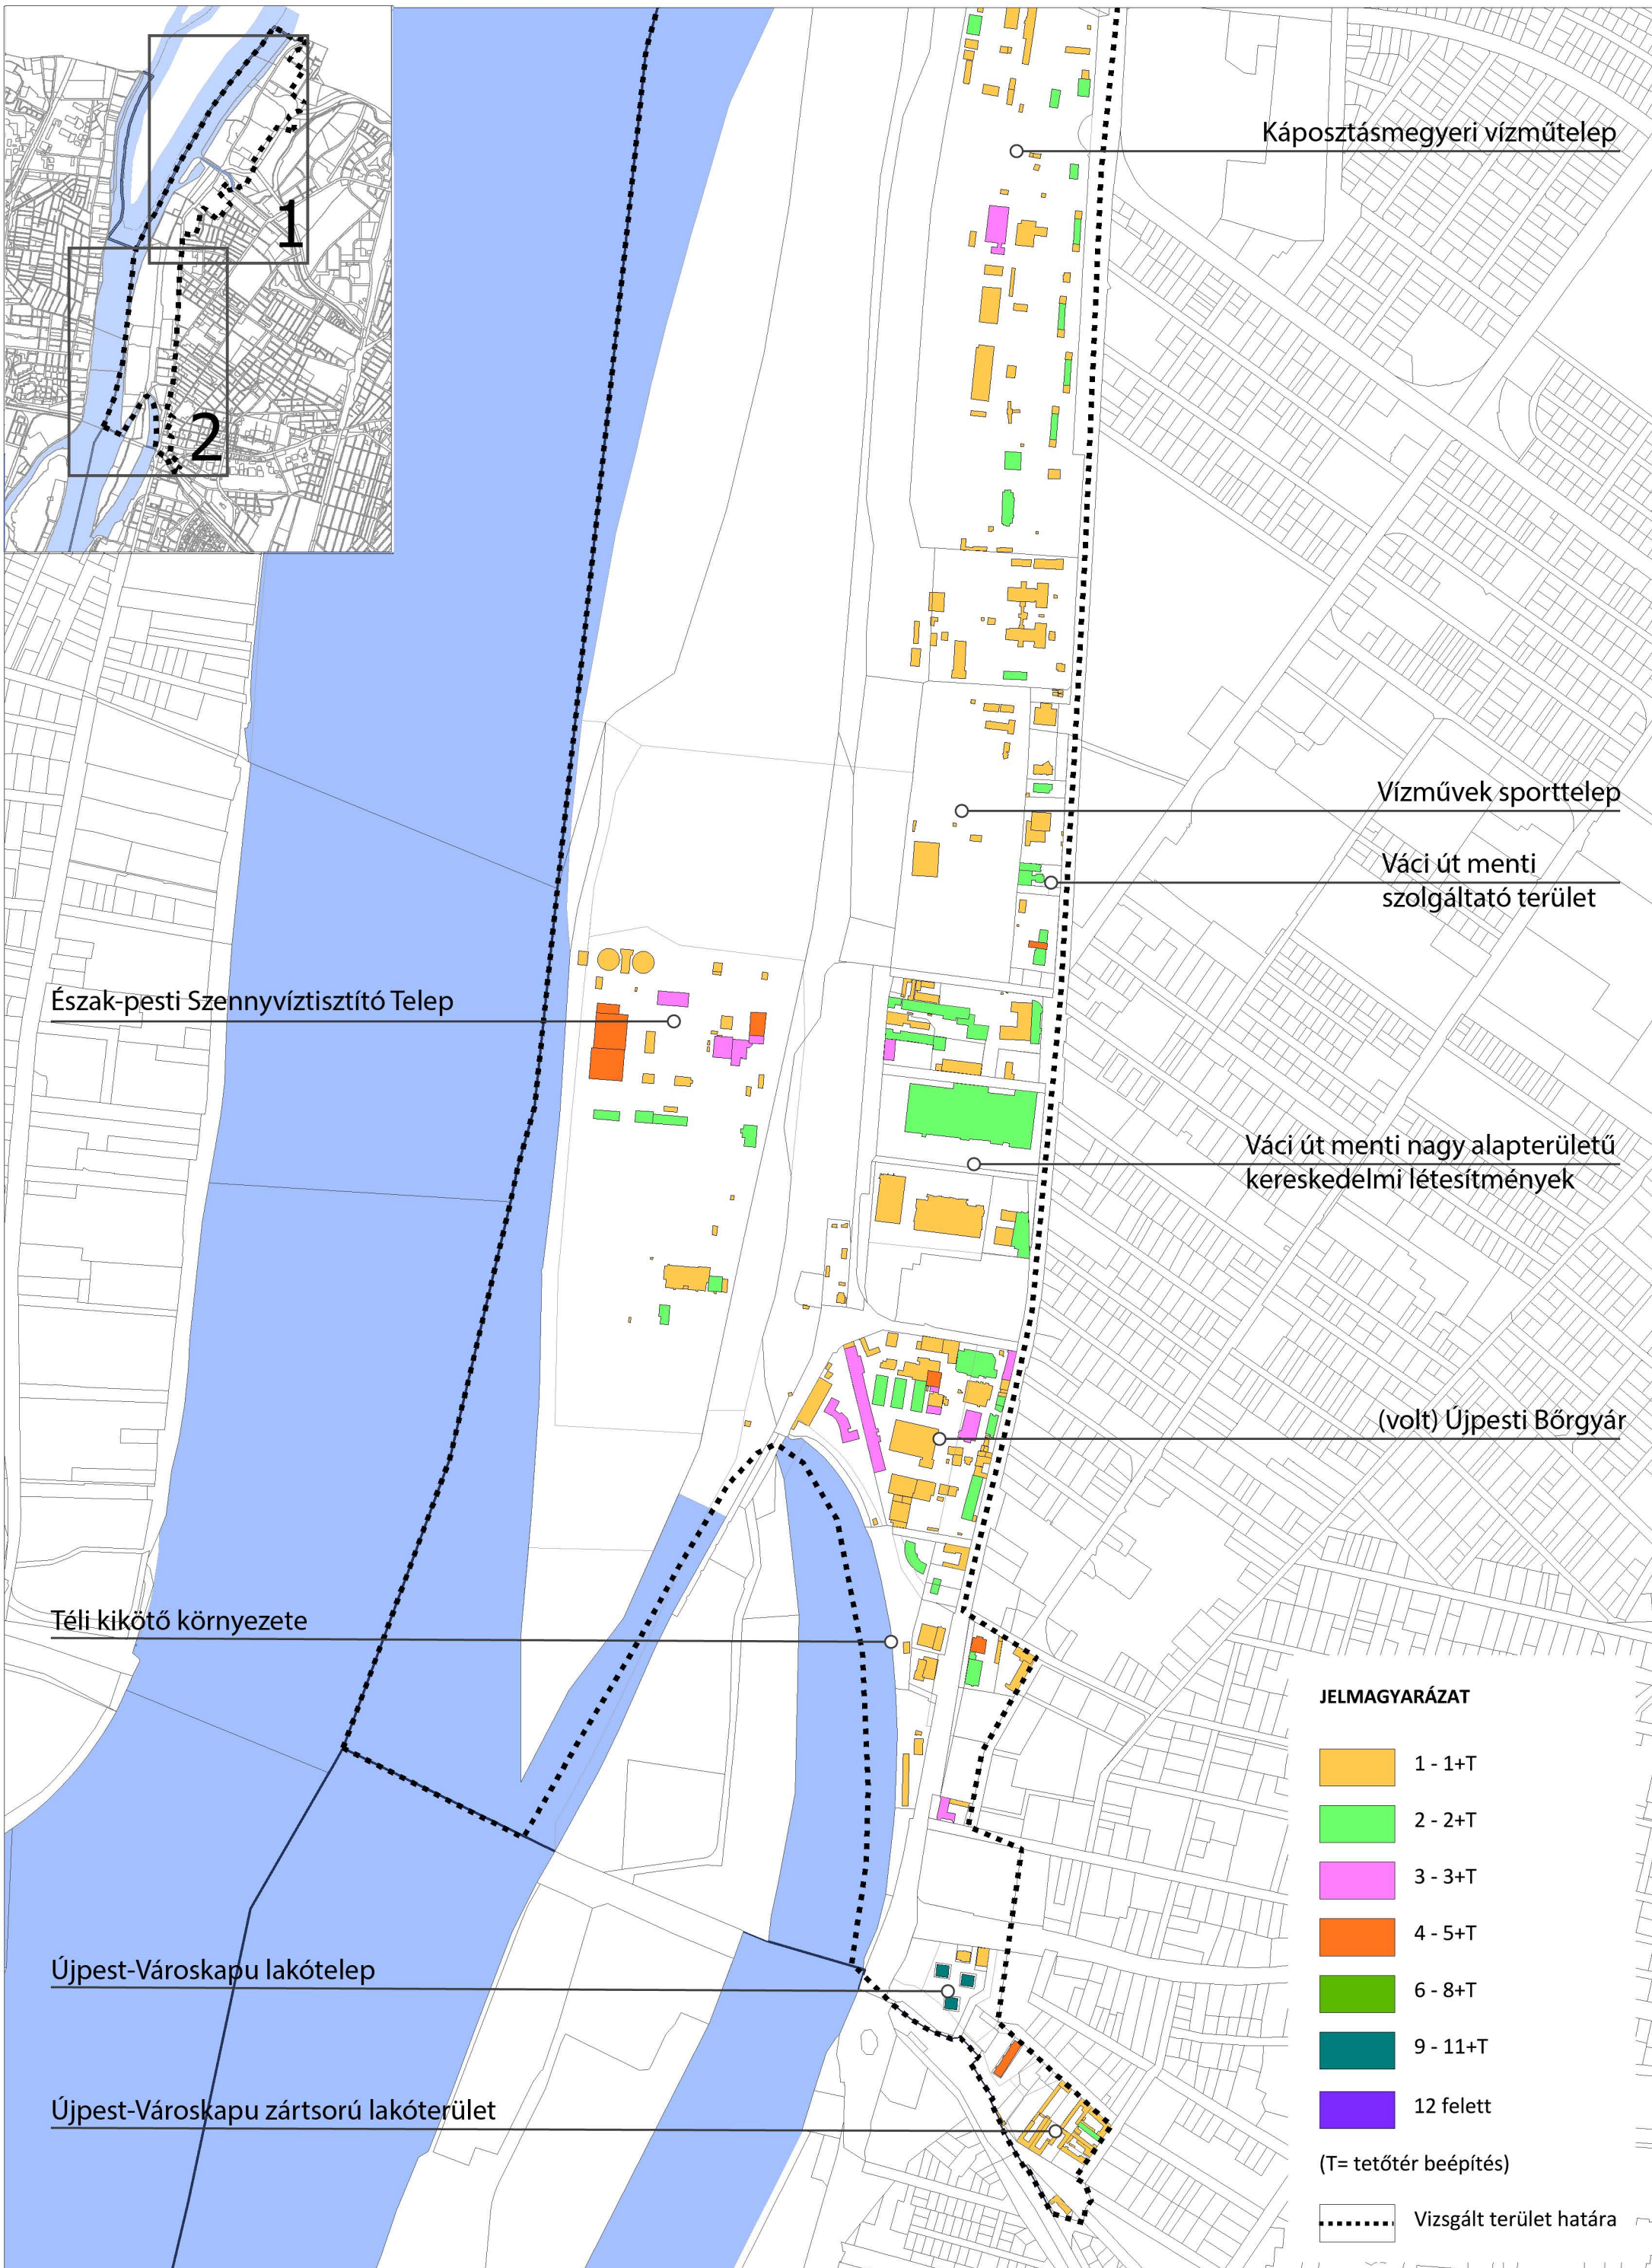 1
2
Káposztásmegyeri vízműtelep
Vízművek sporttelep
Váci út menti
szolgáltató terület
Észak-pesti Szennyvíztisztító Telep
Váci út menti nagy alapterületű
kereskedelmi létesítmények
(volt) Újpesti Bőrgyár
Téli kikötő környezete
Újpest-Városkapu lakótelep
Újpest-Városkapu zártsorú lakóterület
JELMAGYARÁZAT
1 - 1+T
2 - 2+T
3 - 3+T
4 - 5+T
6 - 8+T
9 - 11+T
12 felett
(T= tetőtér beépítés)
Vizsgált terület határa